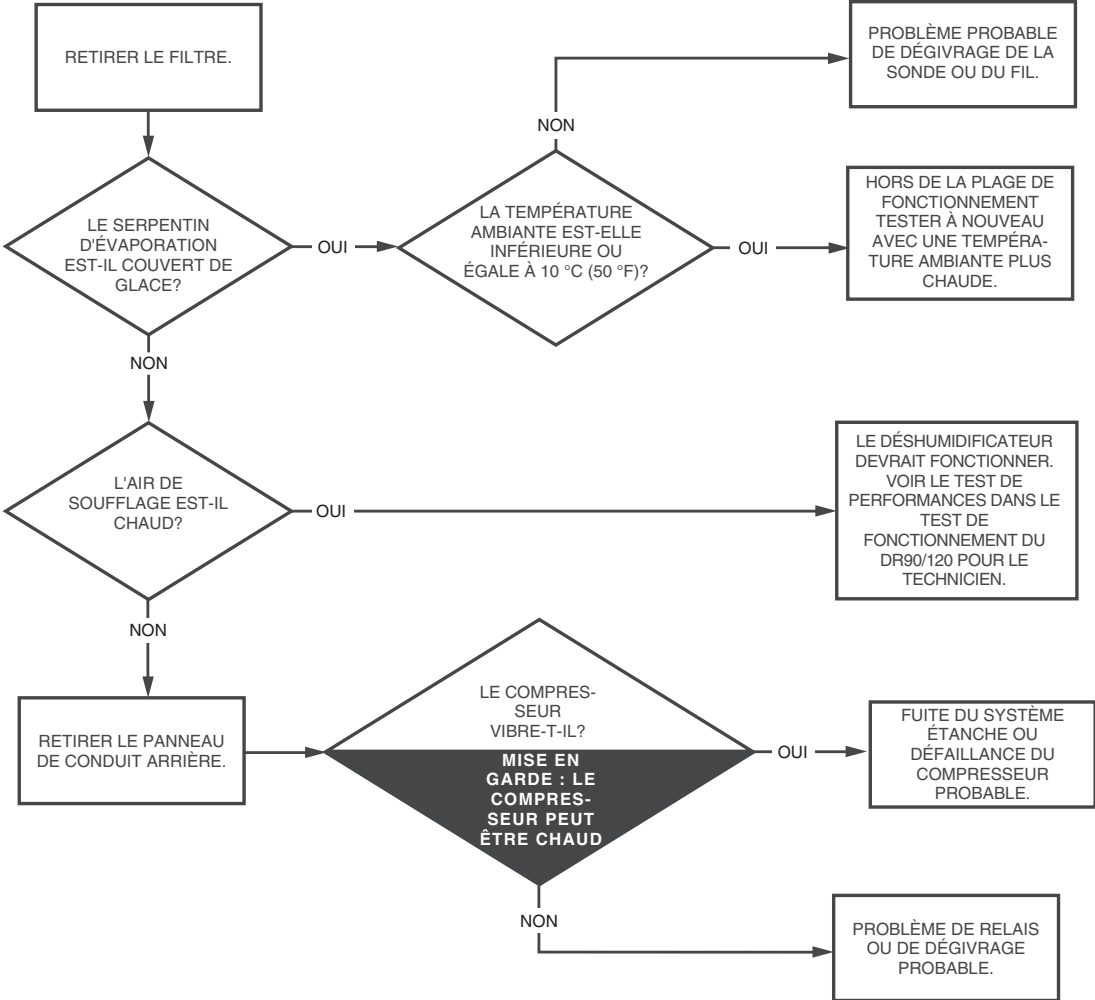 RETIRER LE FILTRE.
PROBLÈME PROBABLE
DE DÉGIVRAGE DE LA
SONDE OU DU FIL.
NON
LE SERPENTIN
D'ÉVAPORATION
EST-IL COUVERT DE
GLACE?
OUI
LA TEMPÉRATURE
AMBIANTE EST-ELLE
INFÉRIEURE OU
ÉGALE À 10 °C (50 °F)?
OUI
HORS DE LA PLAGE DE
FONCTIONNEMENT
TESTER À NOUVEAU
AVEC UNE TEMPÉRA-
TURE AMBIANTE PLUS
CHAUDE.
NON
L'AIR DE
SOUFFLAGE EST-IL
CHAUD?
OUI
LE DÉSHUMIDIFICATEUR
DEVRAIT FONCTIONNER.
VOIR LE TEST DE
PERFORMANCES DANS LE
TEST DE
FONCTIONNEMENT DU
DR90/120 POUR LE
TECHNICIEN.
NON
RETIRER LE PANNEAU
DE CONDUIT ARRIÈRE.
LE COMPRES-
SEUR
VIBRE-T-IL?
MISE EN
GARDE : LE
COMPRES-
SEUR PEUT
ÊTRE CHAUD
OUI
FUITE DU SYSTÈME
ÉTANCHE OU
DÉFAILLANCE DU
COMPRESSEUR
PROBABLE.
NON
PROBLÈME DE RELAIS
OU DE DÉGIVRAGE
PROBABLE.